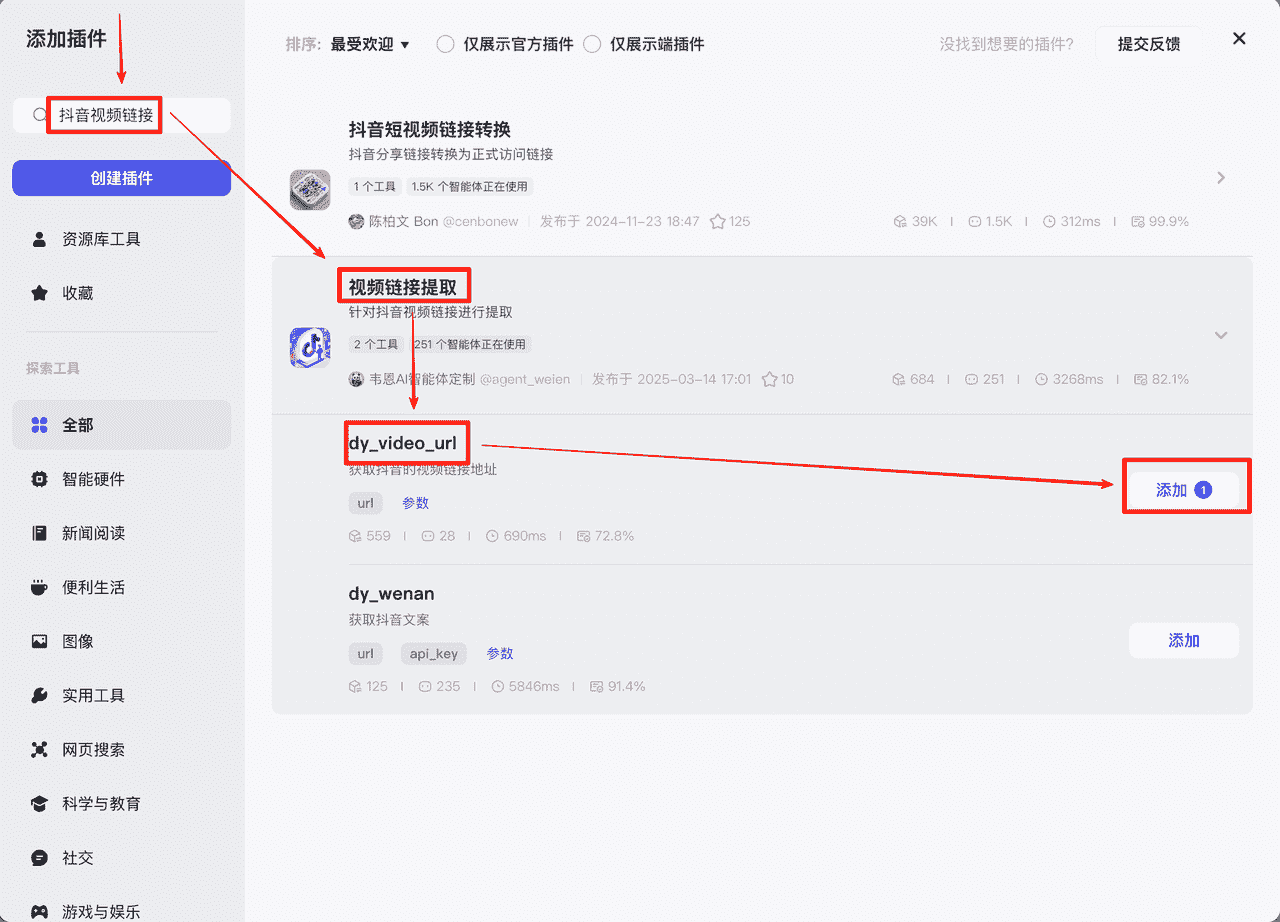 添加插件
抖音视频链接
创建插件
资源库工具
收藏
探索工具
全部
智能硬件
新闻阅读
便利生活
图像
实用工具
网页搜索
科学与教育
社交
游戏与娱乐
排序: 最受欢迎 仅展示官方插件 仅展示端插件 没找到想要的插件? 提交反馈
抖音短视频链接转换
抖音分享链接转换为正式访问链接
1 个工具 1.5K 个智能体正在使用
陈柏文 Bon @cenbonew 发布于 2024-11-23 18:47 125 39K 1.5K 312ms 99.9%
视频链接提取
针对抖音视频链接进行提取
2 个工具 251 个智能体正在使用
韦恩AI智能体定制 @agent_weien 发布于 2025-03-14 17:01 10 684 251 3268ms 82.1%
dy_video_url
获取抖音的视频链接地址
添加 1
url 参数
559 28 690ms 72.8%
dy_wenan
获取抖音文案
添加
url api_key 参数
125 235 5846ms 91.4%